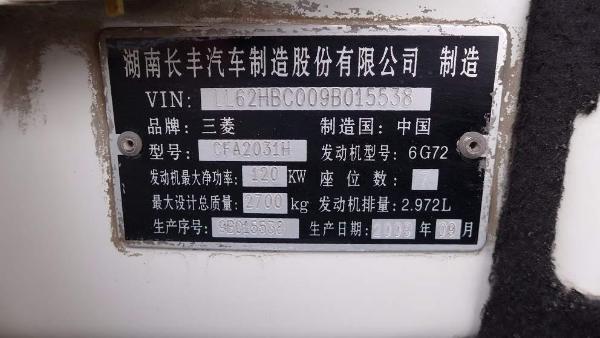 湖南长丰汽车制造股份有限公司 制造
VIN: LL62HBC009B015538
品牌: 三菱 制造国: 中国
型号: CFA2031H 发动机型号: 6G72
发动机最大净功率: 120 KW 座位数: 7
最大设计总质量: 2700 kg 发动机排量: 2.972L
生产序号: 9B015538 生产日期: 2009 年 09 月